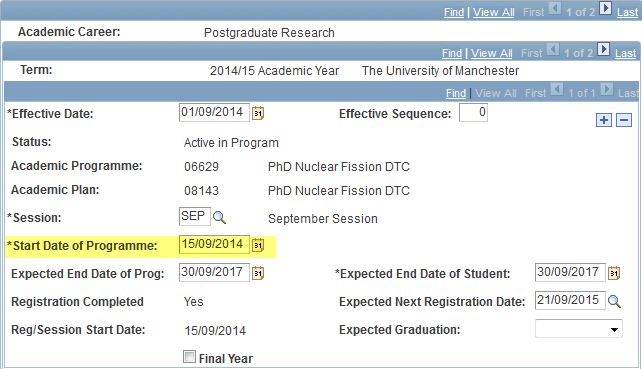 Find | View All First 1 of 2 Last
Academic Career: Postgraduate Research
Find | View All First 1 of 2 Last
Term: 2014/15 Academic Year The University of Manchester
Find | View All First 1 of 1 Last
*Effective Date: 01/09/2014 31 Effective Sequence: 0
Status: Active in Program
Academic Programme: 06629 PhD Nuclear Fission DTC
Academic Plan: 08143 PhD Nuclear Fission DTC
*Session: SEP September Session
*Start Date of Programme: 15/09/2014 31
Expected End Date of Prog: 30/09/2017 31 *Expected End Date of Student: 30/09/2017 31
Registration Completed Yes Expected Next Registration Date: 21/09/2015
Reg/Session Start Date: 15/09/2014 Expected Graduation:
Final Year